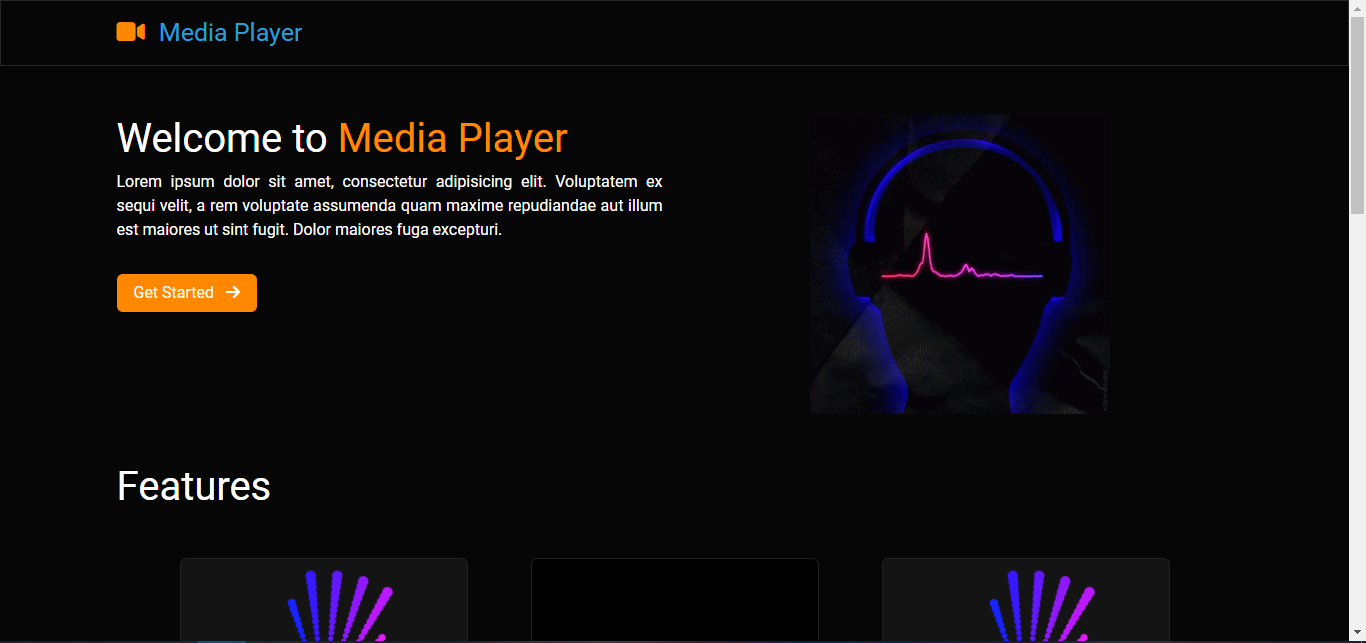 Media Player
Welcome to Media Player
Lorem ipsum dolor sit amet, consectetur adipisicing elit. Voluptatem ex
sequi velit, a rem voluptate assumenda quam maxime repudiandae aut illum
est maiores ut sint fugit. Dolor maiores fuga excepturi.
Get Started
Features